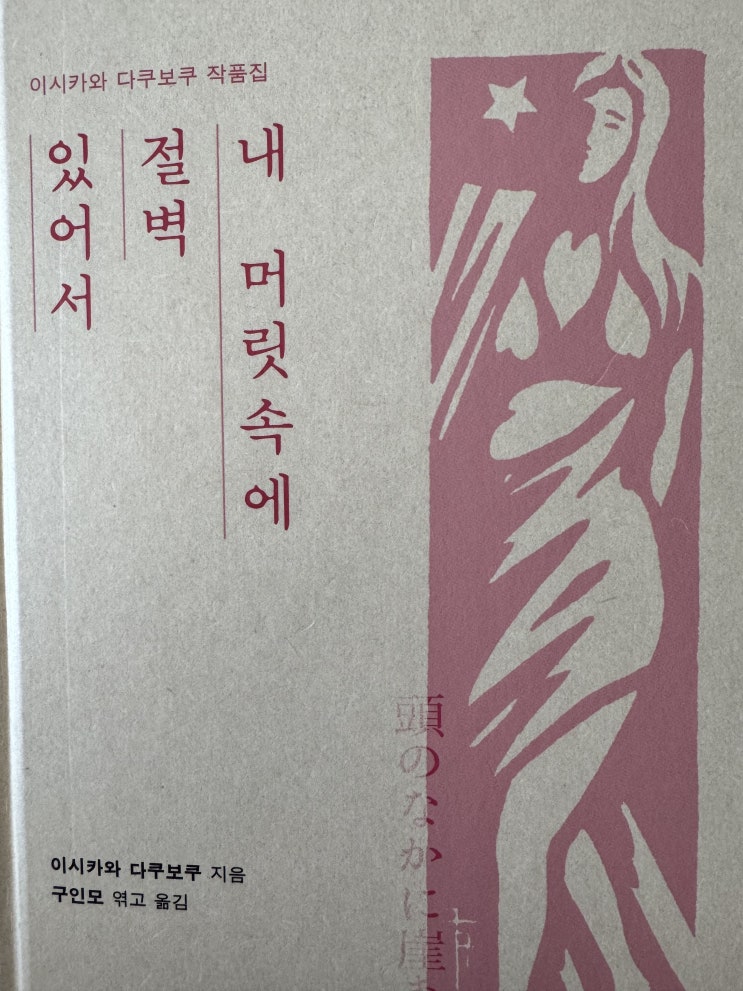 이시카와 다쿠보쿠 작품집
내 머릿속에
절벽
있어서
頭のなかに崖
이시카와 다쿠보쿠 지음
구인모 엮고 옮김